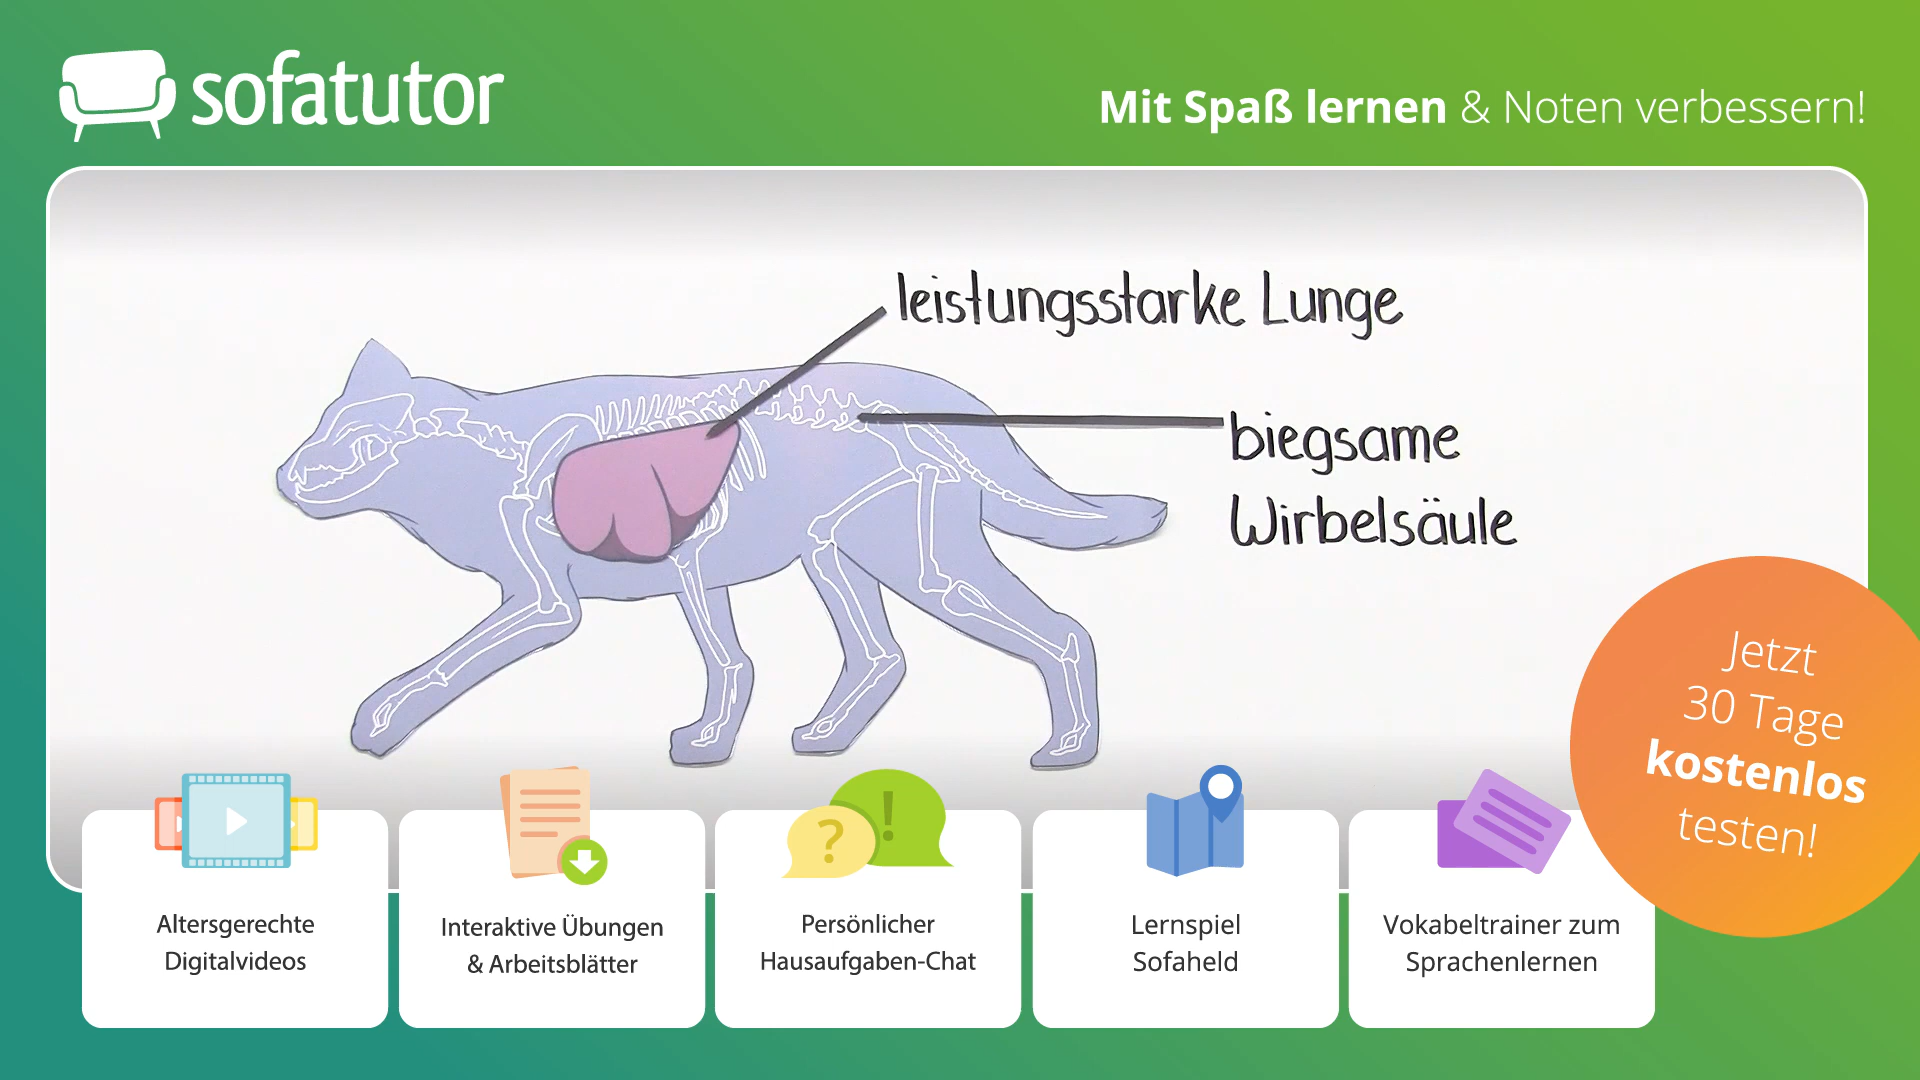 sofatutor
Mit Spaß lernen & Noten verbessern!
leistungsstarke Lunge
biegsame
Wirbelsäule
Jetzt
30 Tage
kostenlos
testen!
? !
Altersgerechte
Digitalvideos
Interaktive Übungen
& Arbeitsblätter
Persönlicher
Hausaufgaben-Chat
Lernspiel
Sofaheld
Vokabeltrainer zum
Sprachenlernen